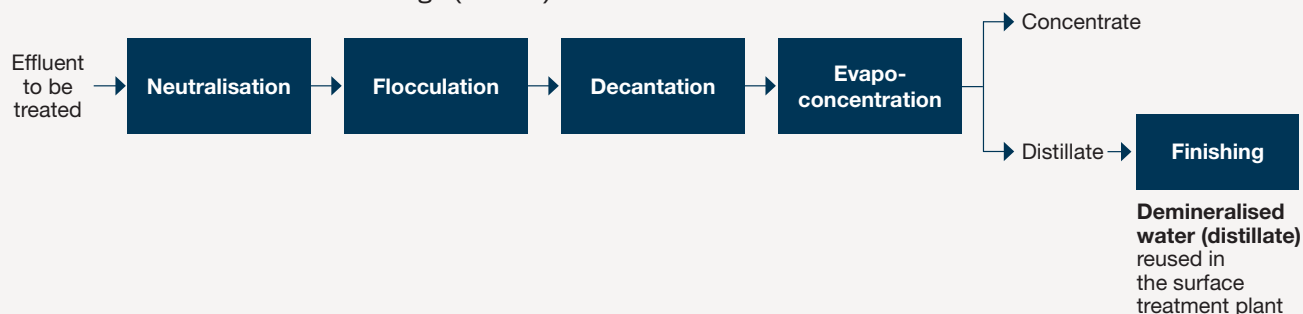 Effluent
to be
treated
Neutralisation
Flocculation
Decantation
Evapo-
concentration
Concentrate
Distillate
Finishing
Demineralised
water (distillate)
reused in
the surface
treatment plant